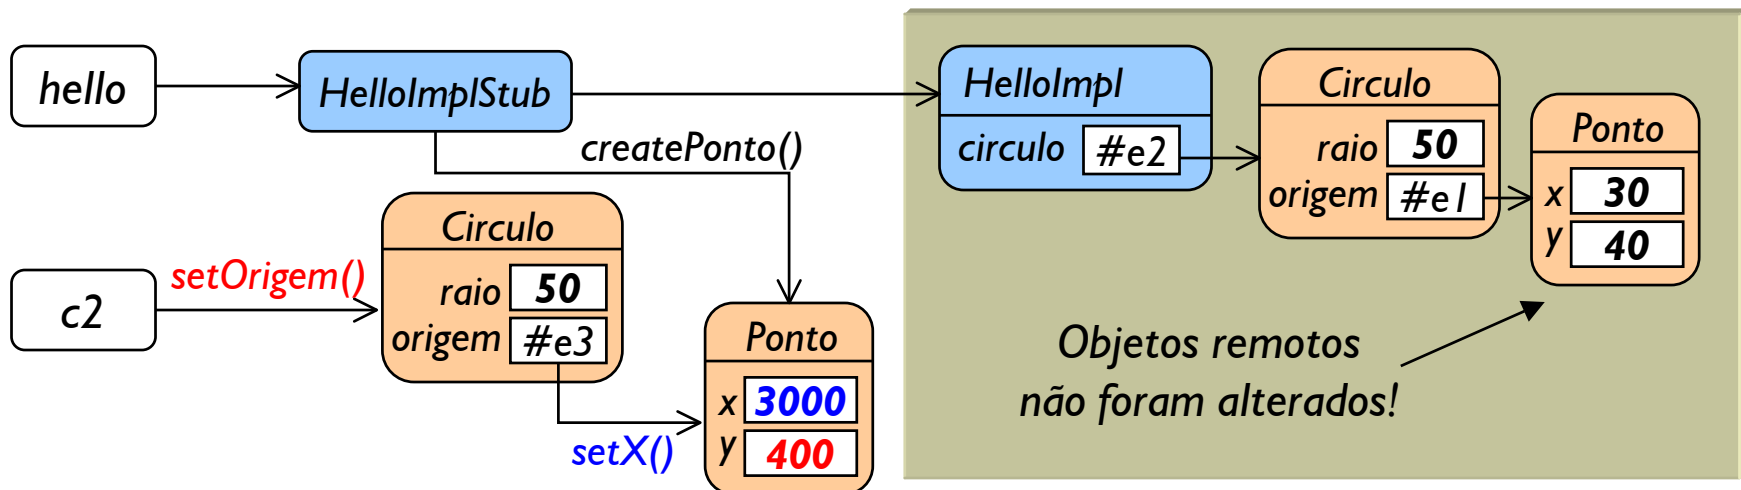 hello
HelloImplStub
createPonto()
c2
setOrigem()
Circulo
raio 50
origem #e3
setX()
Ponto
x 3000
y 400
HelloImpl
circulo #e2
Circulo
raio 50
origem #e1
Ponto
x 30
y 40
Objetos remotos
não foram alterados!